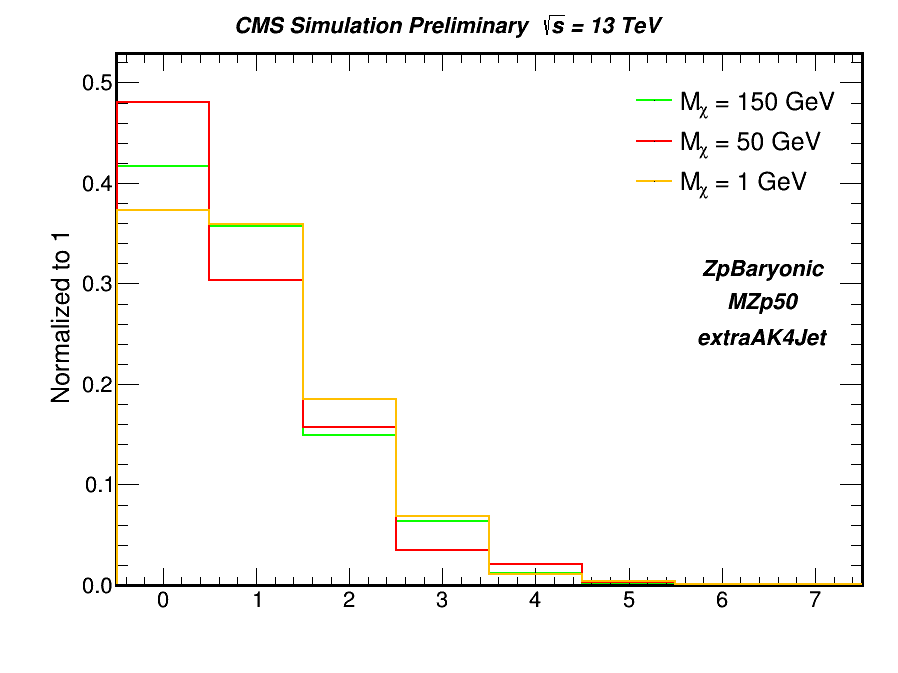 CMS Simulation Preliminary √s = 13 TeV
0.5
0.4
0.3
0.2
0.1
0.0
Normalized to 1
Mχ = 150 GeV
Mχ = 50 GeV
Mχ = 1 GeV
ZpBaryonic
MZp50
extraAK4Jet
0 1 2 3 4 5 6 7